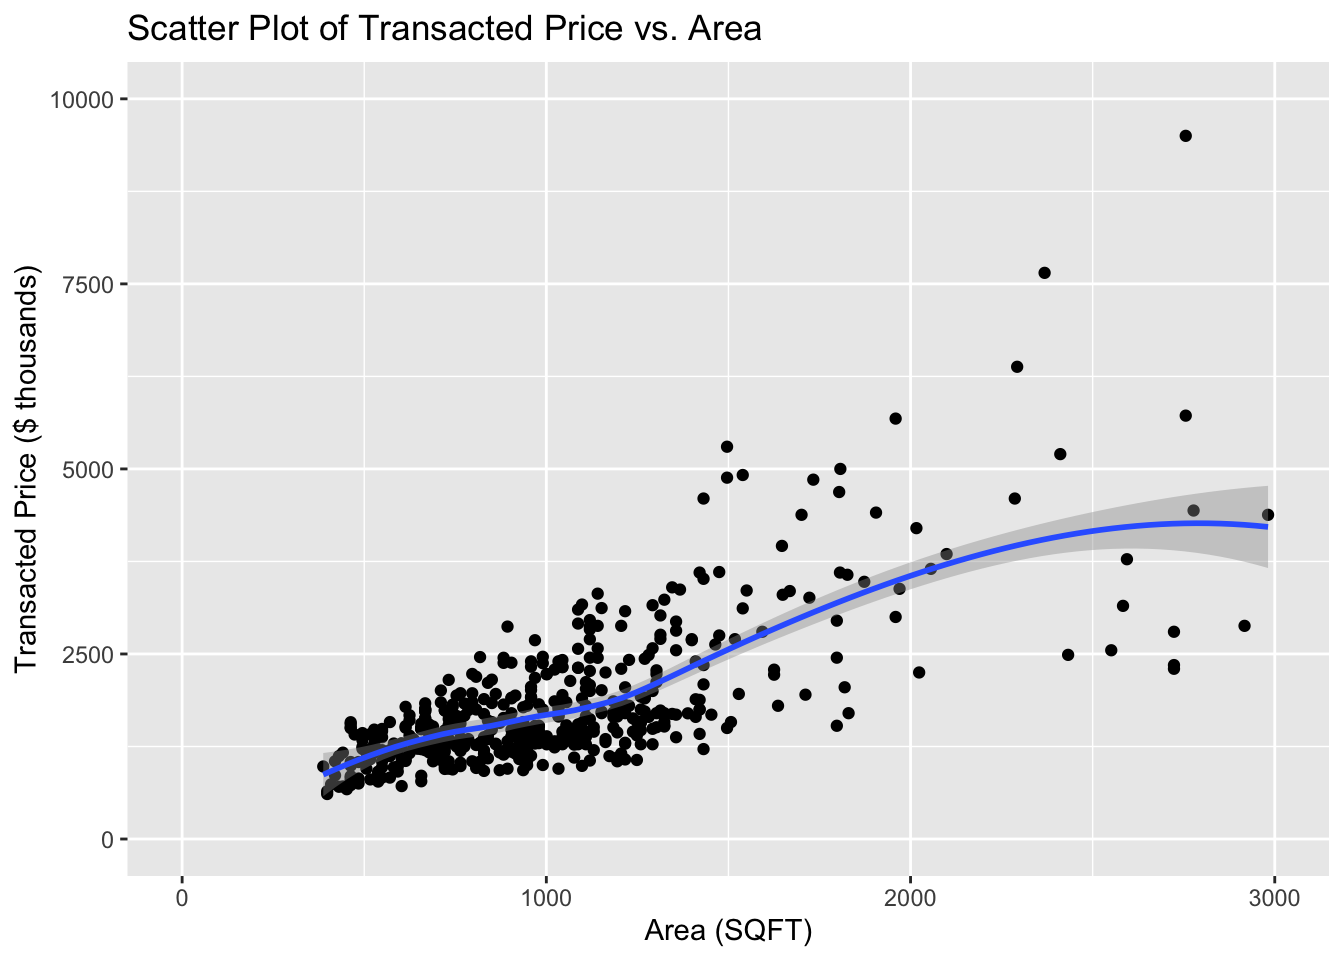 Scatter Plot of Transacted Price vs. Area
10000
7500
5000
2500
0
Transacted Price ($ thousands)
0 1000 2000 3000
Area (SQFT)